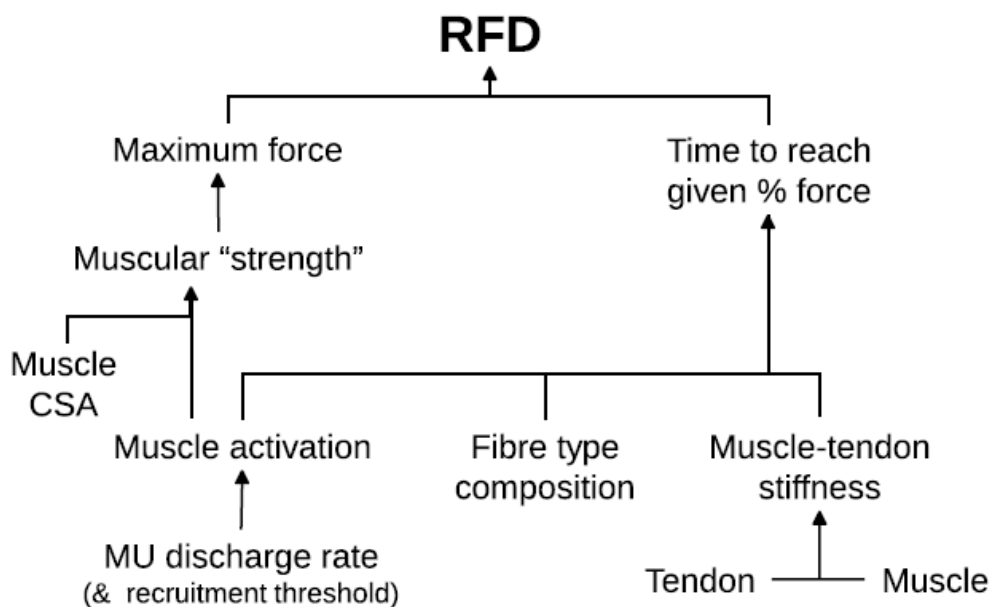 RFD
Maximum force
Time to reach
given % force
Muscular “strength”
Muscle
CSA
Muscle activation
Fibre type
composition
Muscle-tendon
stiffness
MU discharge rate
(& recruitment threshold)
Tendon
Muscle